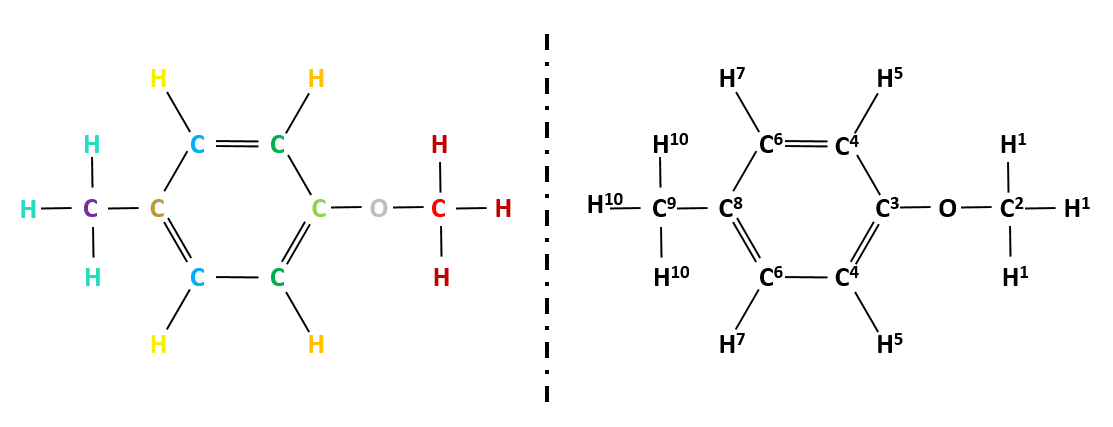 H H H⁷ H⁵
H C C H H¹⁰ C⁶ C⁴ H¹
H C C C O C H H¹⁰ C⁹ C⁸ C³ O C² H¹
H C C H H¹⁰ C⁶ C⁴ H¹
H H H⁷ H⁵